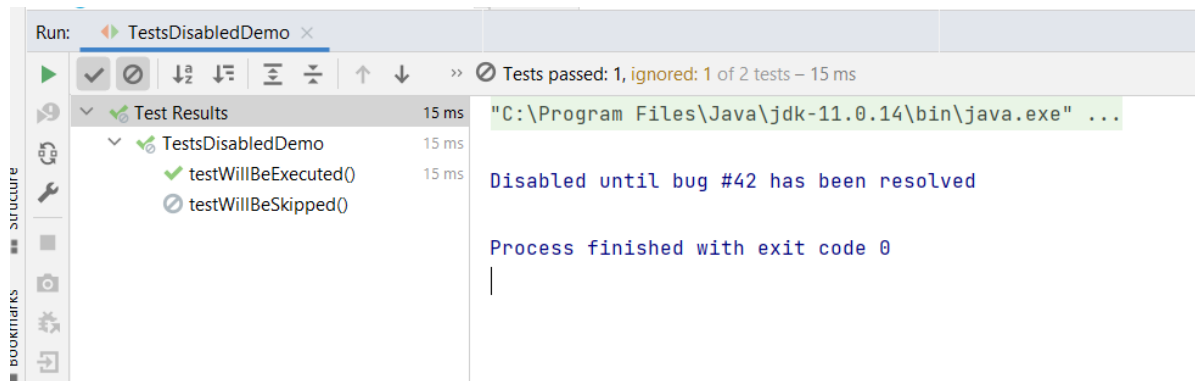 Run: TestsDisabledDemo
Tests passed: 1, ignored: 1 of 2 tests – 15 ms
Test Results 15 ms
TestsDisabledDemo 15 ms
testWillBeExecuted() 15 ms
testWillBeSkipped()
"C:\Program Files\Java\jdk-11.0.14\bin\java.exe" ...
Disabled until bug #42 has been resolved
Process finished with exit code 0
Structure
Bookmarks